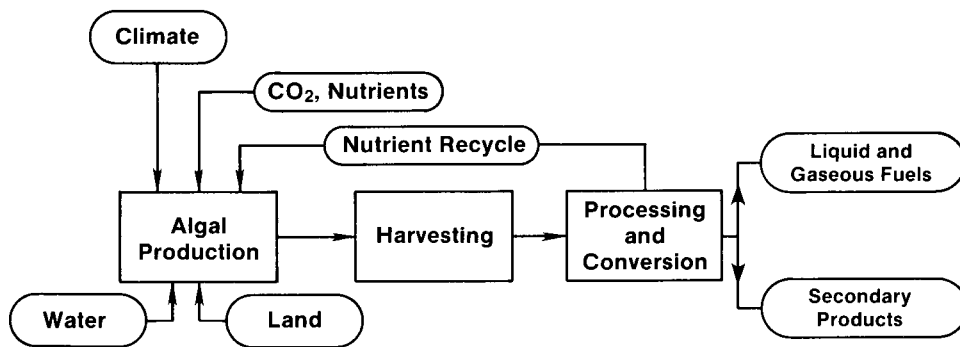 Climate
CO₂, Nutrients
Nutrient Recycle
Algal
Production
Harvesting
Processing
and
Conversion
Liquid and
Gaseous Fuels
Water
Land
Secondary
Products